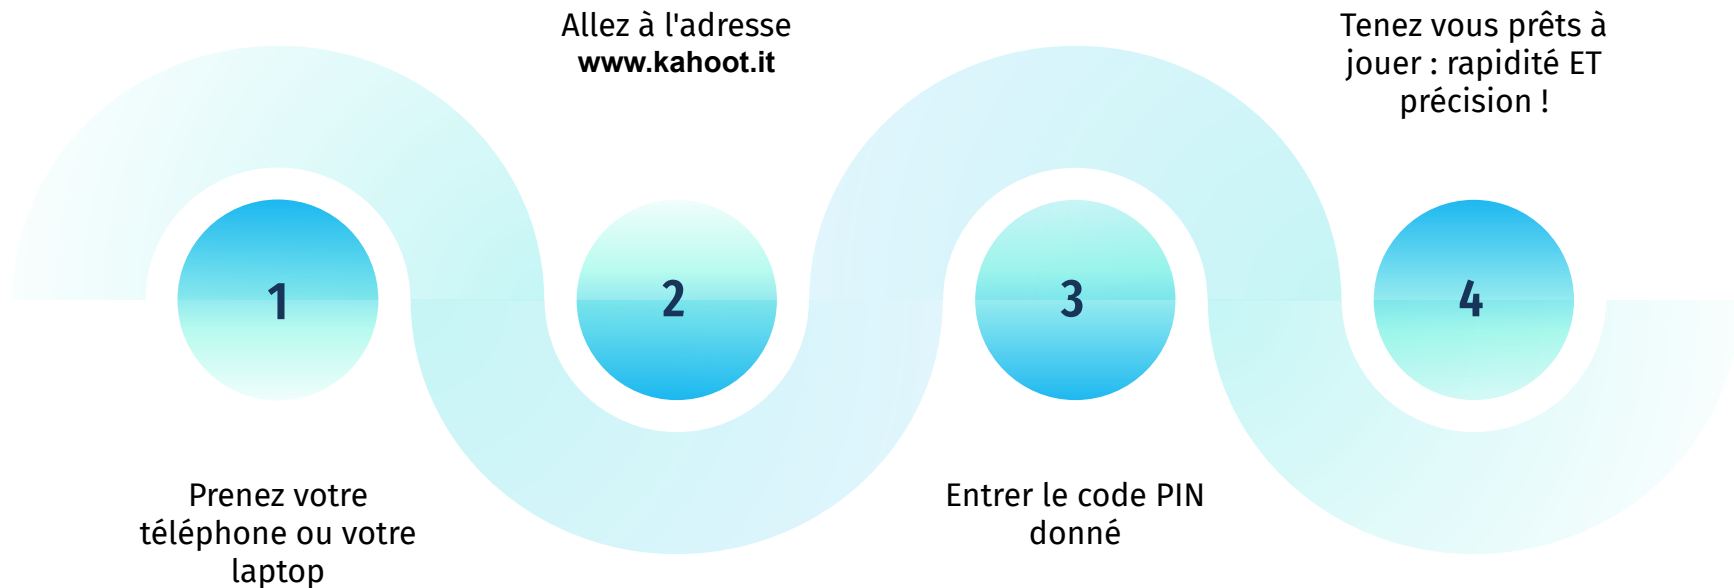 1
Prenez votre
téléphone ou votre
laptop
2
Allez à l'adresse
www.kahoot.it
3
Entrer le code PIN
donné
4
Tenez vous prêts à
jouer : rapidité ET
précision !